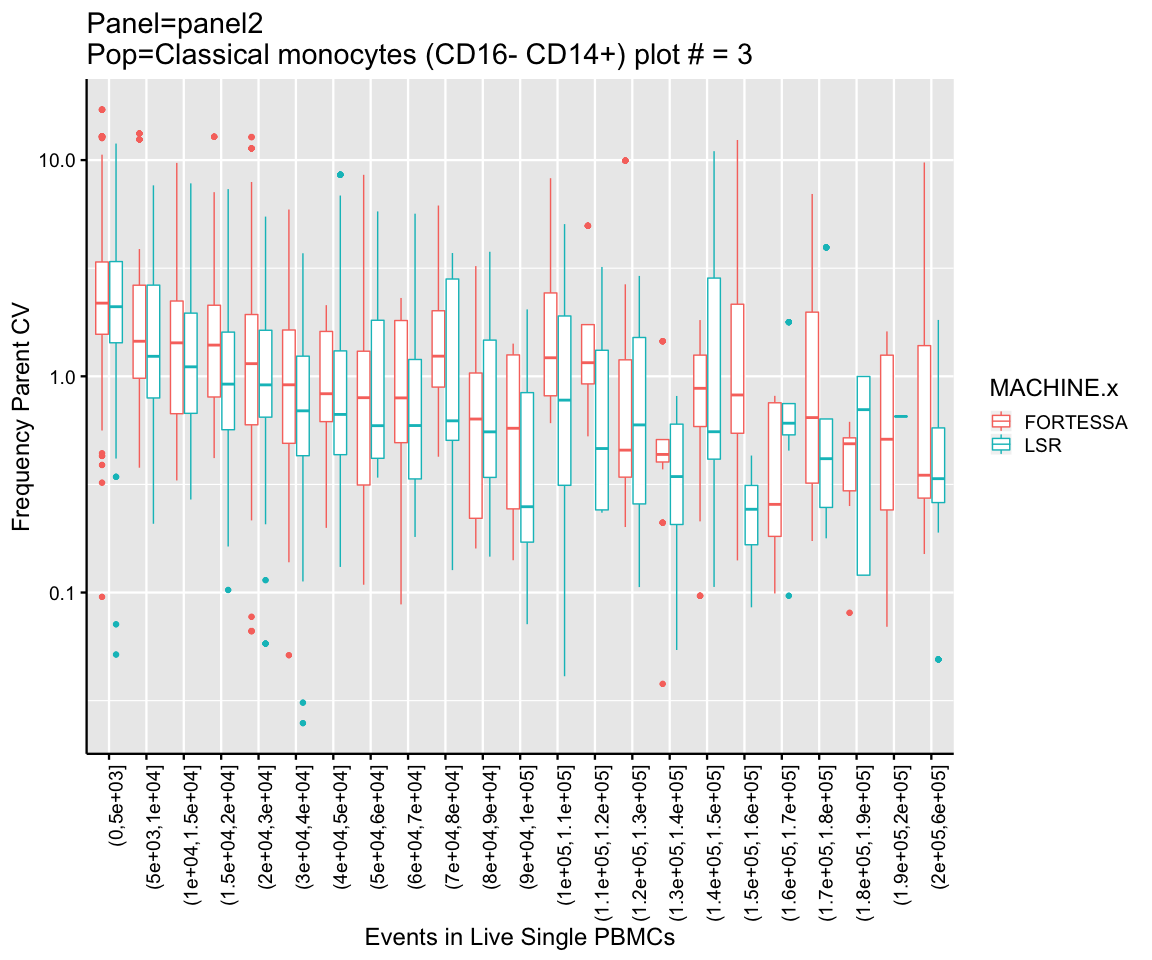 Panel=panel2
Pop=Classical monocytes (CD16- CD14+) plot # = 3
Frequency Parent CV
10.0
1.0
0.1
(0,5e+03]
(5e+03,1e+04]
(1e+04,1.5e+04]
(1.5e+04,2e+04]
(2e+04,3e+04]
(3e+04,4e+04]
(4e+04,5e+04]
(5e+04,6e+04]
(6e+04,7e+04]
(7e+04,8e+04]
(8e+04,9e+04]
(9e+04,1e+05]
(1e+05,1.1e+05]
(1.1e+05,1.2e+05]
(1.2e+05,1.3e+05]
(1.3e+05,1.4e+05]
(1.4e+05,1.5e+05]
(1.5e+05,1.6e+05]
(1.6e+05,1.7e+05]
(1.7e+05,1.8e+05]
(1.8e+05,1.9e+05]
(1.9e+05,2e+05]
(2e+05,6e+05]
Events in Live Single PBMCs
MACHINE.x
FORTESSA
LSR